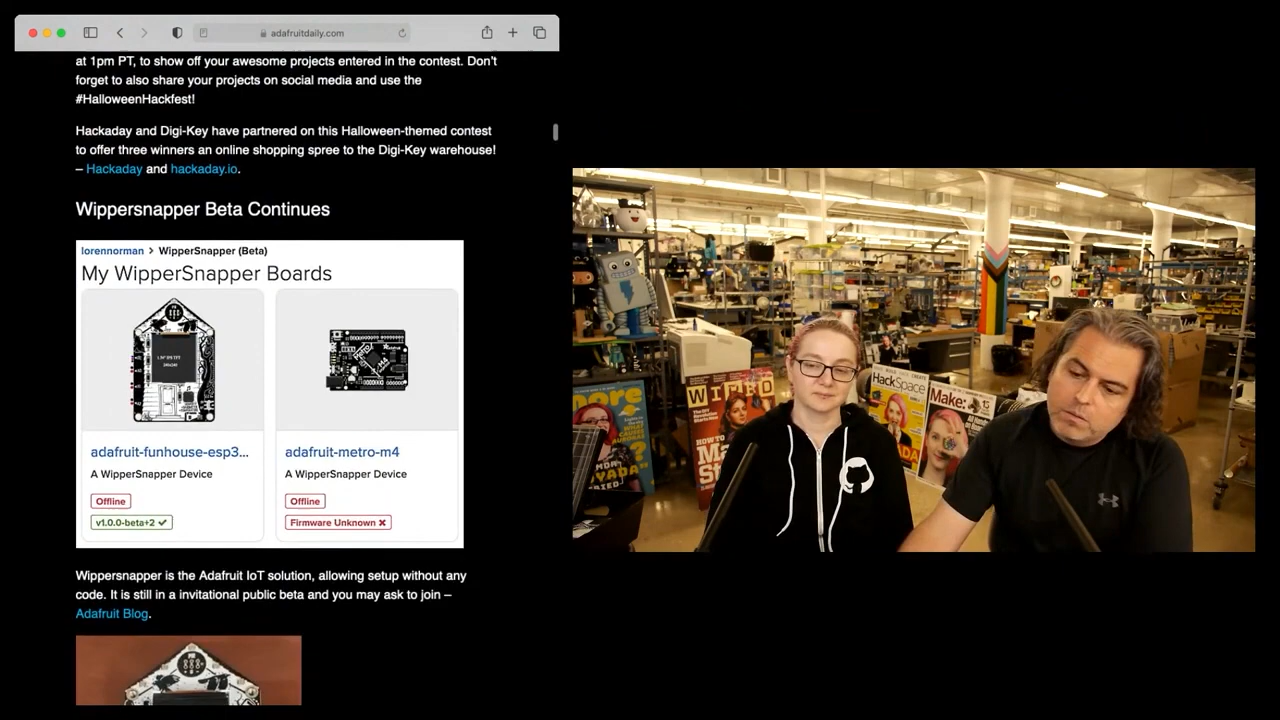 adafruitdaily.com
at 1pm PT, to show off your awesome projects entered in the contest. Don't
forget to also share your projects on social media and use the
#HalloweenHackfest!
Hackaday and Digi-Key have partnered on this Halloween-themed contest
to offer three winners an online shopping spree to the Digi-Key warehouse!
– Hackaday and hackaday.io.
Wippersnapper Beta Continues
lorennorman > WipperSnapper (Beta)
My WipperSnapper Boards
adafruit-funhouse-esp3...
adafruit-metro-m4
A WipperSnapper Device
A WipperSnapper Device
Offline
Offline
v1.0.0-beta+2
Firmware Unknown
Wippersnapper is the Adafruit IoT solution, allowing setup without any
code. It is still in a invitational public beta and you may ask to join –
Adafruit Blog.
WIRED
HOW TO
HackSpace
Make: